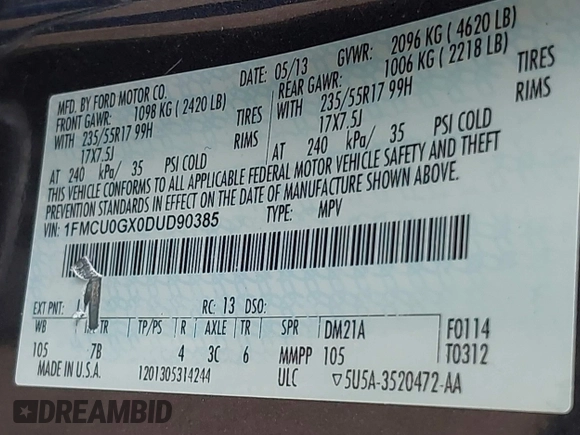 MFD. BY FORD MOTOR CO.
DATE: 05/13 GVWR: 2096 KG (4620 LB)
FRONT GAWR: 1098 KG (2420 LB)
REAR GAWR: 1006 KG (2218 LB)
WITH 235/55R17 99H TIRES
WITH 235/55R17 99H TIRES
17X7.5J RIMS
17X7.5J RIMS
AT 240 kPa/ 35 PSI COLD
AT 240 kPa/ 35 PSI COLD
THIS VEHICLE CONFORMS TO ALL APPLICABLE FEDERAL MOTOR VEHICLE SAFETY AND THEFT
PREVENTION STANDARDS IN EFFECT ON THE DATE OF MANUFACTURE SHOWN ABOVE.
VIN: 1FMCU0GX0DUD90385
TYPE: MPV
EXT PNT: RC: 13 DSO:
WB TR TP/PS R AXLE TR SPR DM21A F0114
105 7B 4 3C 6 MMPP 105 T0312
MADE IN U.S.A. 1201305314244 ULC ▽5U5A-3520472-AA
DREAMBID